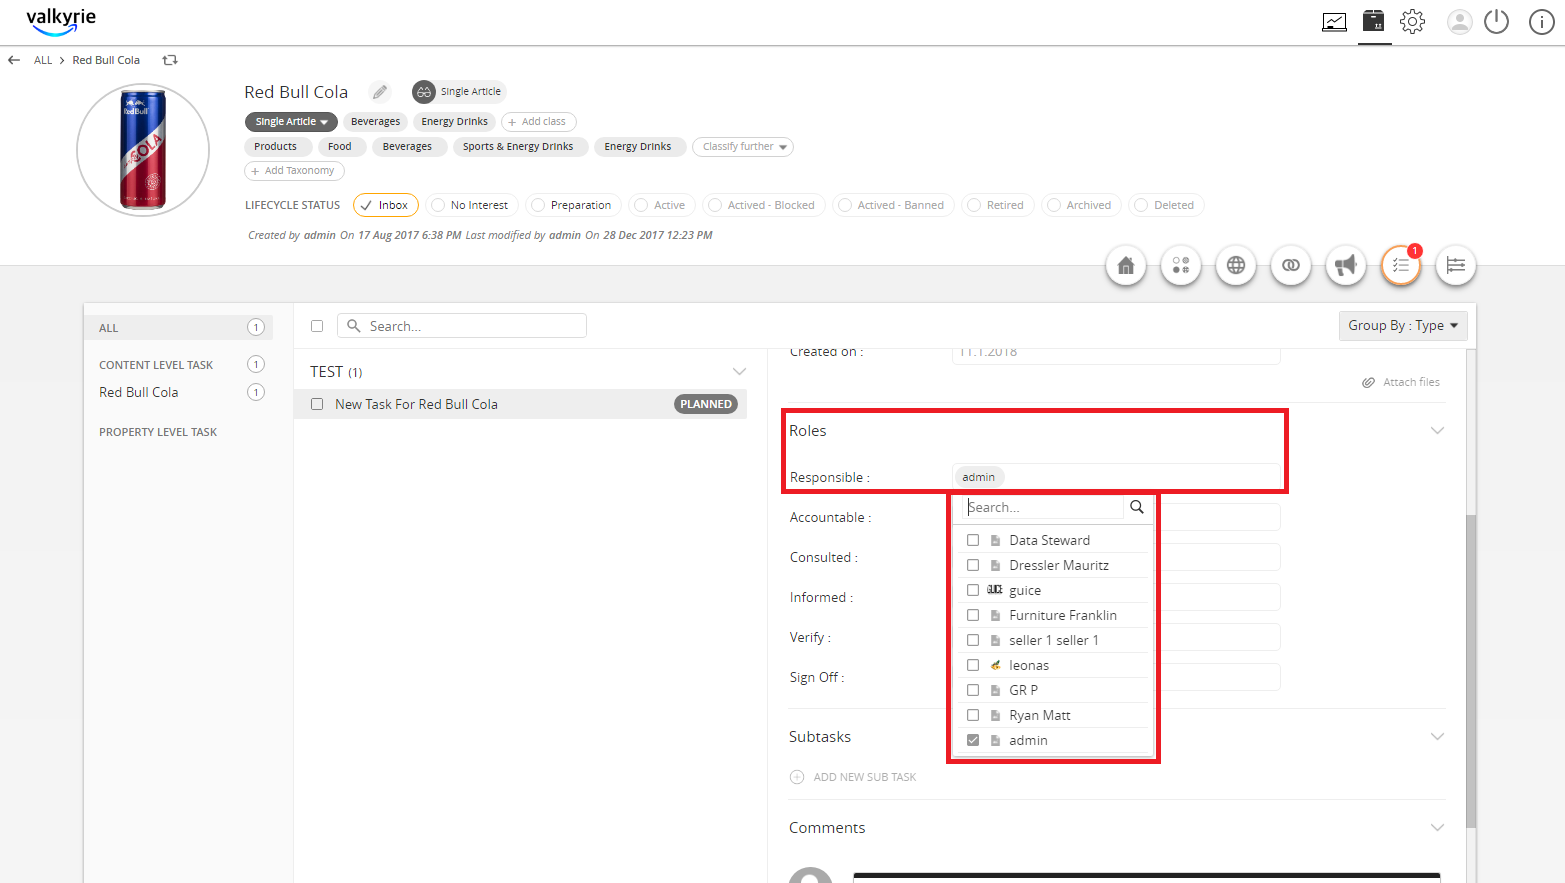 valkyrie
ALL > Red Bull Cola
Red Bull Cola
Single Article
Single Article
Beverages
Energy Drinks
+ Add class
Products
Food
Beverages
Sports & Energy Drinks
Energy Drinks
Classify further
+ Add Taxonomy
LIFECYCLE STATUS
Inbox
No Interest
Preparation
Active
Actived - Blocked
Actived - Banned
Retired
Archived
Deleted
Created by admin On 17 Aug 2017 6:38 PM Last modified by admin On 28 Dec 2017 12:23 PM
1
ALL
1
CONTENT LEVEL TASK
1
Red Bull Cola
1
PROPERTY LEVEL TASK
Search...
Group By : Type
TEST (1)
New Task For Red Bull Cola
PLANNED
Created on :
11.1.2018
Attach files
Roles
Responsible :
admin
Accountable :
Consulted :
Informed :
Verify :
Sign Off :
Search...
Data Steward
Dressler Mauritz
GUICE
guice
Furniture Franklin
seller 1 seller 1
leonas
GR P
Ryan Matt
admin
Subtasks
ADD NEW SUB TASK
Comments
RedBull
COLA